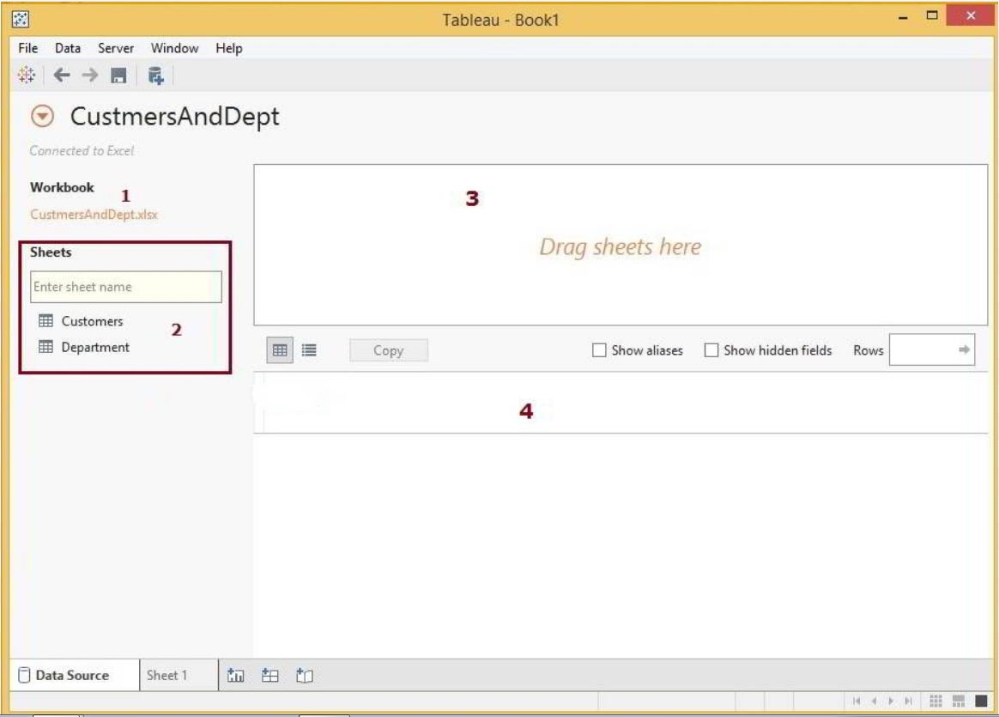 Tableau - Book1
File Data Server Window Help
CustmersAndDept
Connected to Excel
Workbook
1
CustmersAndDept.xlsx
Sheets
Enter sheet name
Customers
2
Department
3
Drag sheets here
Copy Show aliases Show hidden fields Rows
4
Data Source Sheet 1